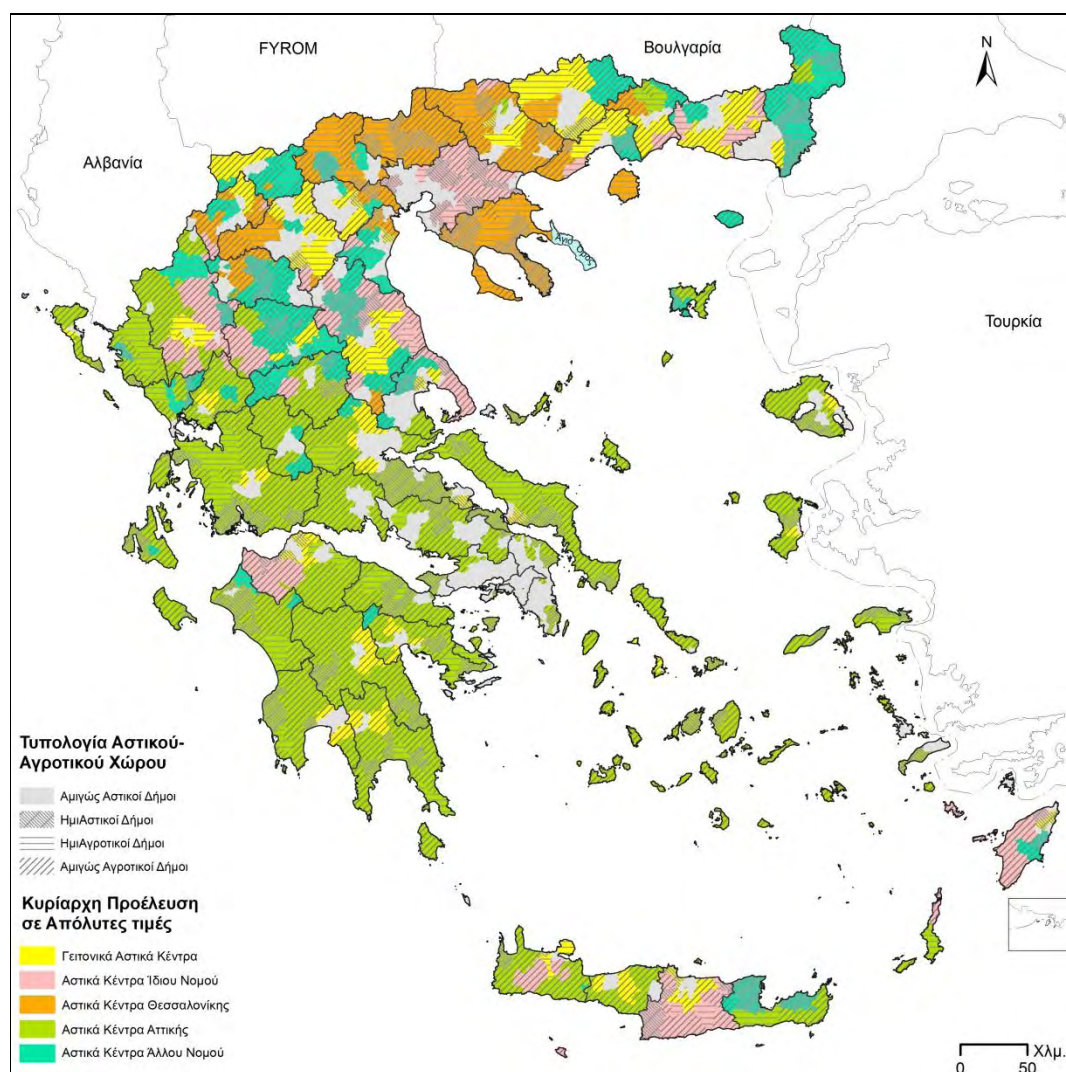 FYROM
Βουλγαρία
N
Αλβανία
Άγιο Όρος
Τουρκία
Τυπολογία Αστικού-
Αγροτικού Χώρου
Αμιγώς Αστικοί Δήμοι
ΗμιΑστικοί Δήμοι
ΗμιΑγροτικοί Δήμοι
Αμιγώς Αγροτικοί Δήμοι
Κυρίαρχη Προέλευση
σε Απόλυτες τιμές
Γειτονικά Αστικά Κέντρα
Αστικά Κέντρα Ίδιου Νομού
Αστικά Κέντρα Θεσσαλονίκης
Αστικά Κέντρα Αττικής
Αστικά Κέντρα Άλλου Νομού
Χλμ.
0 50